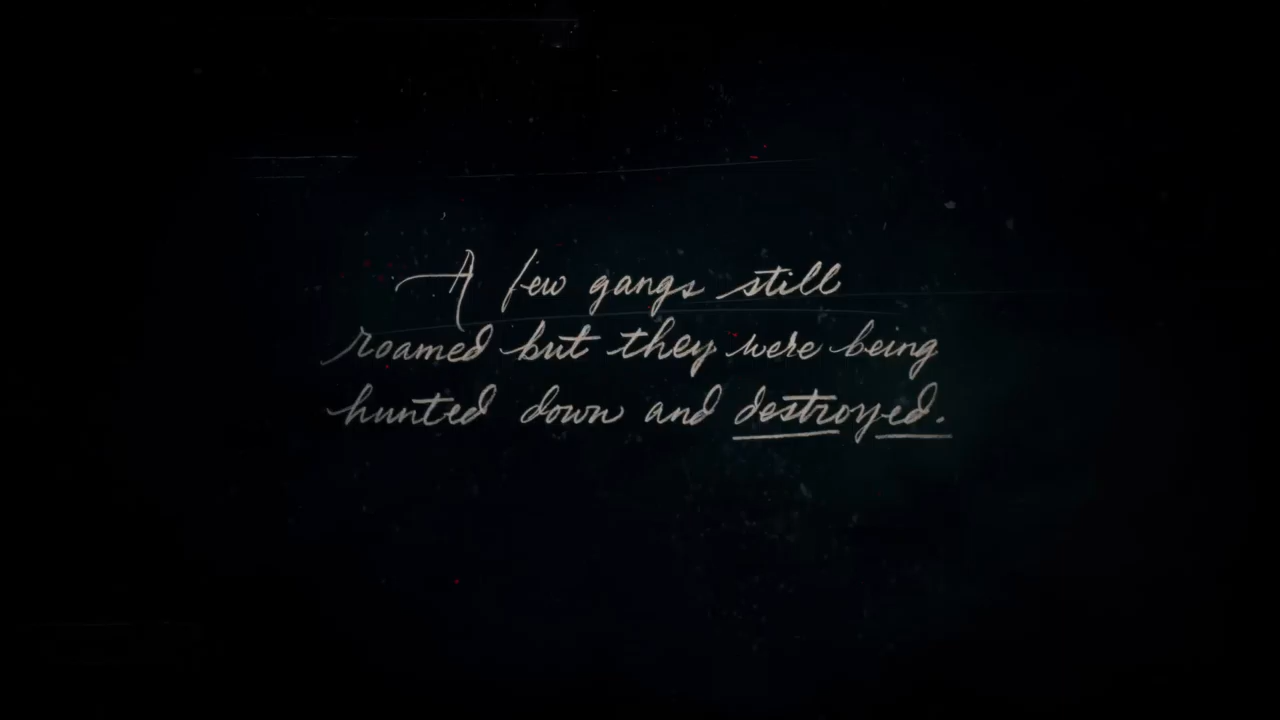 A few gangs still
roamed but they were being
hunted down and destroyed.